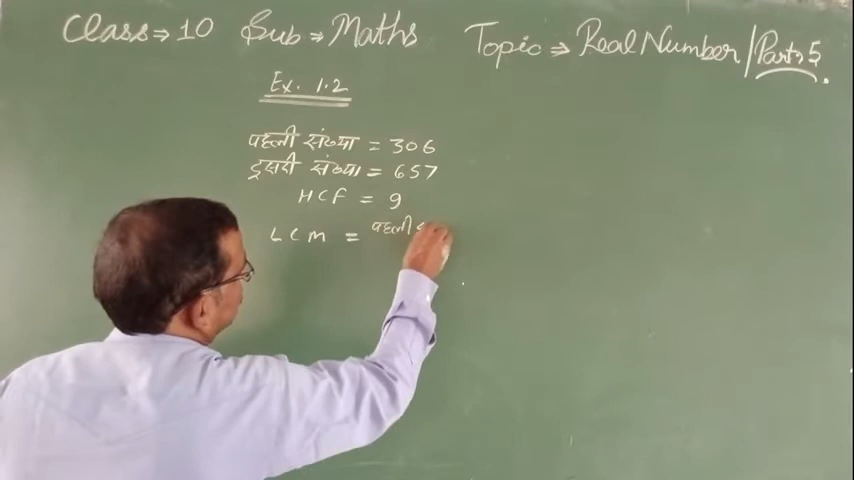 Class ⇒ 10 Sub ⇒ Maths Topic ⇒ Real Number / Part ⇒ 5
Ex. 1.2
पहली संख्या = 306
दूसरी संख्या = 657
HCF = 9
LCM = पहली